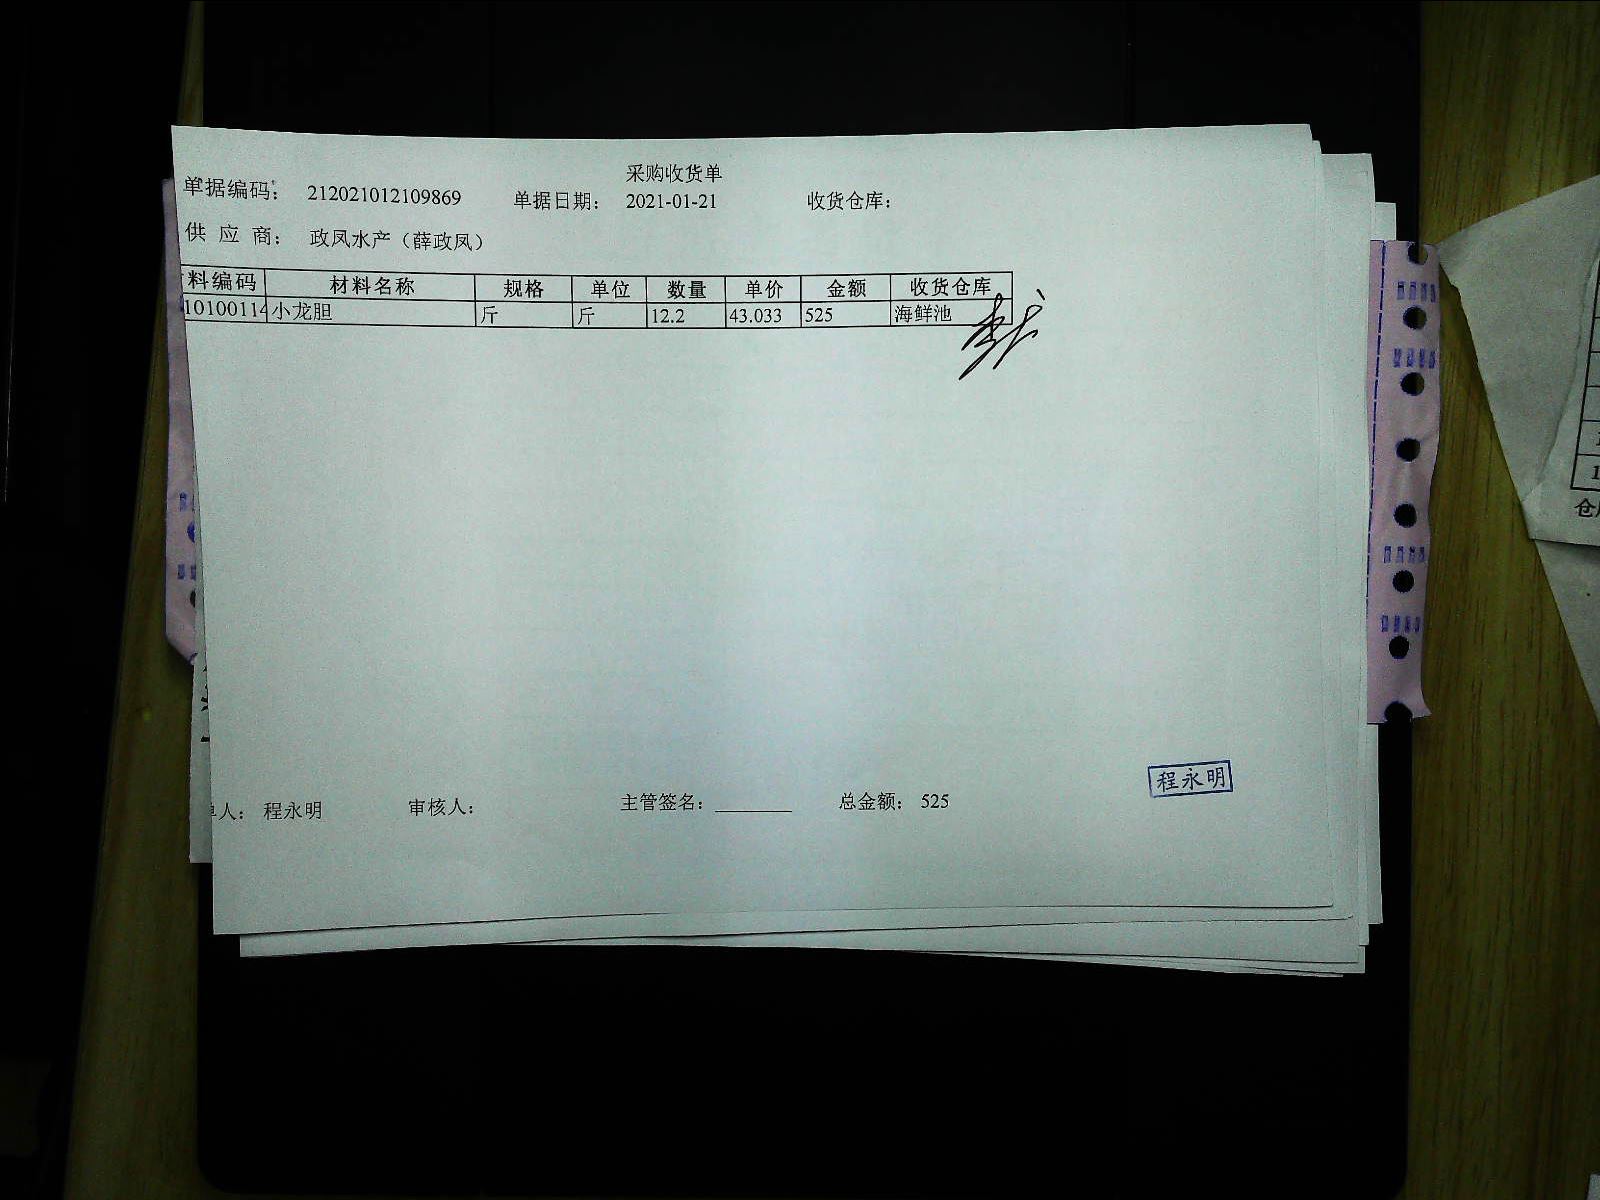 采购收货单
单据编码： 212021012109869 单据日期： 2021-01-21 收货仓库：
供 应 商： 政凤水产（薛政凤）
料编码 材料名称 规格 单位 数量 单价 金额 收货仓库
10100114 小龙胆 斤 斤 12.2 43.033 525 海鲜池
程永明
单人： 程永明 审核人： 主管签名： 总金额： 525